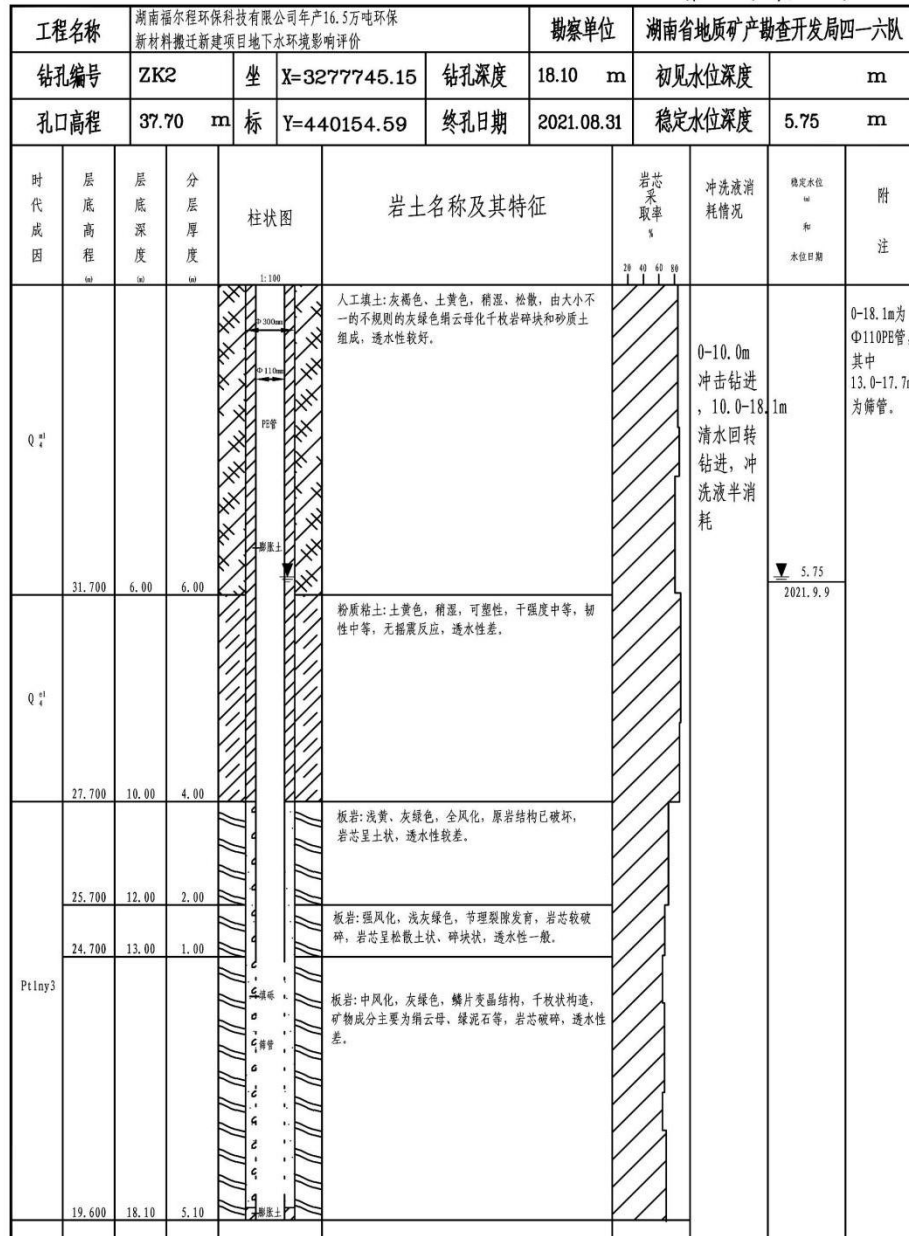 工程名称
湖南福尔程环保科技有限公司年产16.5万吨环保
新材料搬迁新建项目地下水环境影响评价
勘察单位
湖南省地质矿产勘查开发局四一六队
钻孔编号
ZK2
坐
X=3277745.15
钻孔深度
18.10 m
初见水位深度
m
孔口高程
37.70 m
标
Y=440154.59
终孔日期
2021.08.31
稳定水位深度
5.75 m
时代成因
层底高程
(m)
层底深度
(m)
分层厚度
(m)
柱状图
1:100
岩土名称及其特征
岩芯采取率
%
20 40 60 80
冲洗液消
耗情况
稳定水位
(m)
和
水位日期
附注
Φ300mm
Φ110mm
PE管
膨胀土
31.700 6.00 6.00
人工填土:灰褐色、土黄色,稍湿、松散,由大小不
一的不规则的灰绿色绢云母化千枚岩碎块和砂质土
组成,透水性较好。
0-10.0m
冲击钻进
,10.0-18.1m
清水回转
钻进,冲
洗液半消
耗
5.75
2021.9.9
0-18.1m为
Φ110PE管,
其中
13.0-17.7m
为筛管。
27.700 10.00 4.00
粉质粘土:土黄色,稍湿,可塑性,干强度中等,韧
性中等,无摇震反应,透水性差。
25.700 12.00 2.00
板岩:浅黄、灰绿色,全风化,原岩结构已破坏,
岩芯呈土状,透水性较差。
24.700 13.00 1.00
板岩:强风化,浅灰绿色,节理裂隙发育,岩芯较破
碎,岩芯呈松散土状、碎块状,透水性一般。
Ptlny3
填砾
筛管
膨胀土
19.600 18.10 5.10
板岩:中风化,灰绿色,鳞片变晶结构,千枚状构造,
矿物成分主要为绢云母、绿泥石等,岩芯破碎,透水性
差。